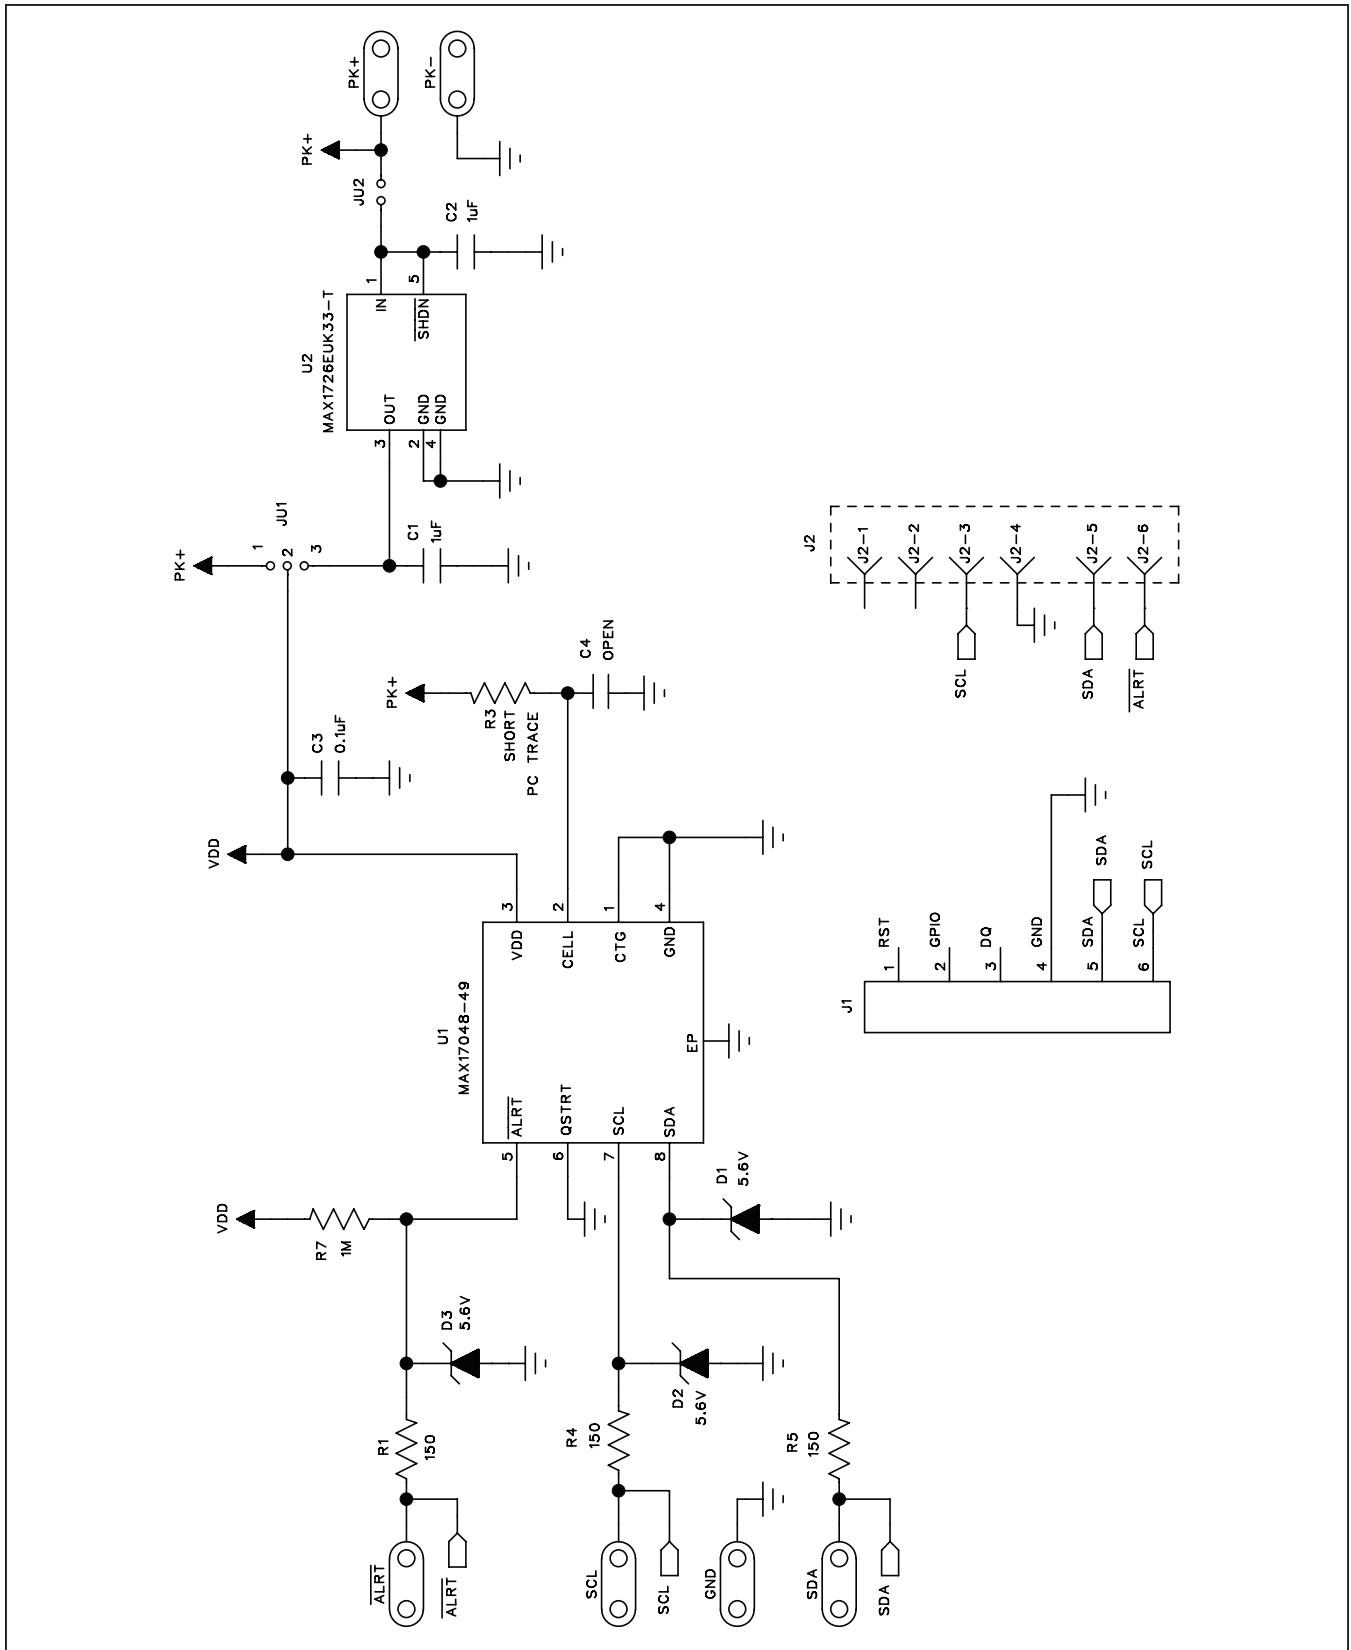 ALRT
ALRT
R1
150
D3
5.6V
VDD
R7
1M
SCL
SCL
R4
150
D2
5.6V
GND
SDA
SDA
R5
150
D1
5.6V
U1
MAX17048-49
5
ALRT
6
QSTRT
7
SCL
8
SDA
EP
VDD
3
CELL
2
CTG
1
GND
4
VDD
C3
0.1uF
PK+
R3
SHORT
PC TRACE
C4
OPEN
PK+
JU1
1
2
3
C1
1uF
U2
MAX1726EUK33-T
3
OUT
2
GND
4
GND
IN
1
SHDN
5
C2
1uF
JU2
PK+
PK+
PK-
J1
1
RST
2
GPIO
3
DQ
4
GND
5
SDA
SDA
6
SCL
SCL
J2
J2-1
J2-2
J2-3
SCL
J2-4
J2-5
SDA
J2-6
ALRT